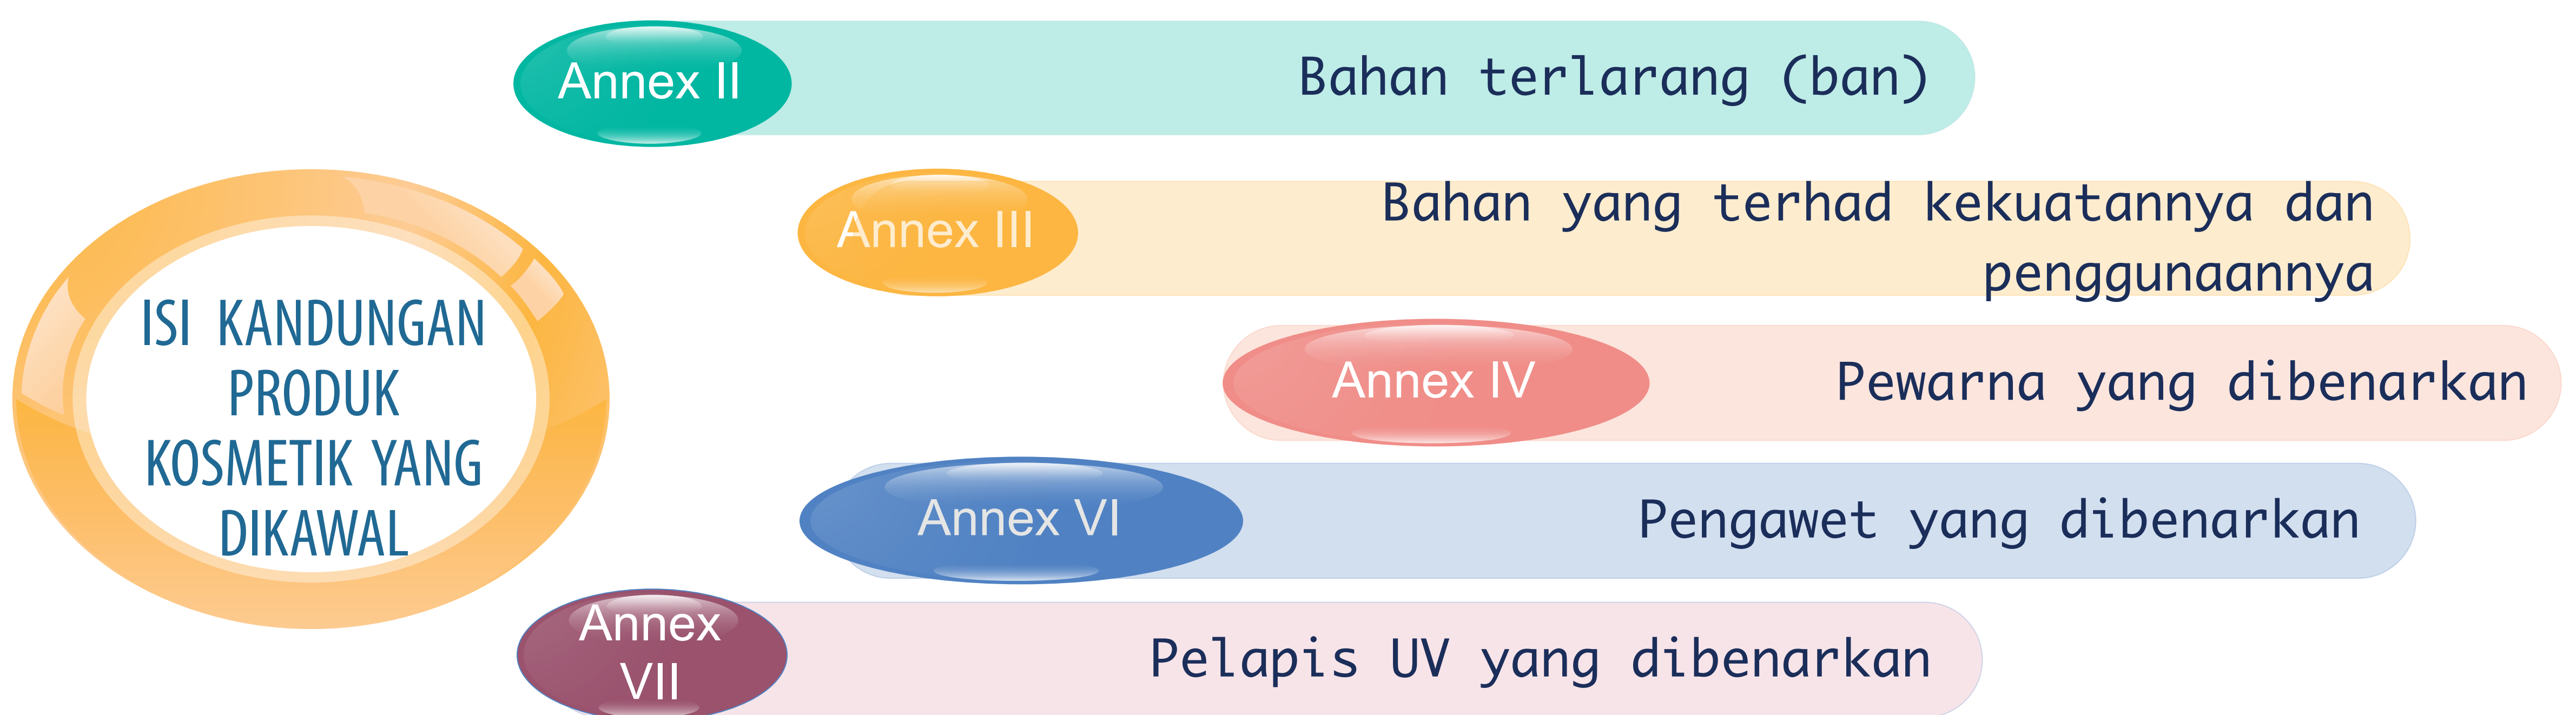 ISI KANDUNGAN
PRODUK
KOSMETIK YANG
DIKAWAL
Annex II
Bahan terlarang (ban)
Annex III
Bahan yang terhad kekuatannya dan
penggunaannya
Annex IV
Pewarna yang dibenarkan
Annex VI
Pengawet yang dibenarkan
Annex
VII
Pelapis UV yang dibenarkan